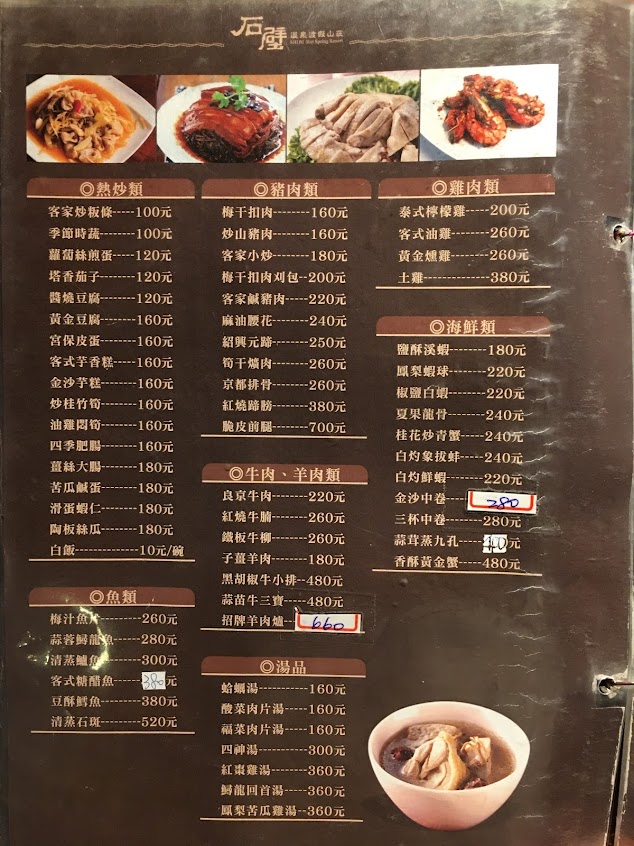 石壁 溫泉渡假山莊
SHIBI Hot Spring Resort
◎熱炒類
客家炒粄條-----100元
季節時蔬-------100元
蘿蔔絲煎蛋-----120元
塔香茄子-------120元
醬燒豆腐-------120元
黃金豆腐-------160元
宮保皮蛋-------160元
客式芋香糕-----160元
金沙芋糕-------160元
炒桂竹筍-------160元
油雞悶筍-------160元
四季肥腸-------160元
薑絲大腸-------180元
苦瓜鹹蛋-------180元
滑蛋蝦仁-------180元
陶板絲瓜-------180元
白飯-------------10元/碗
◎魚類
梅汁魚片-------260元
蒜蓉鱘龍魚-----280元
清蒸鱸魚-------300元
客式糖醋魚-----380元
豆酥鱈魚-------380元
清蒸石斑-------520元
◎豬肉類
梅干扣肉-------160元
炒山豬肉-------160元
客家小炒-------180元
梅干扣肉刈包--200元
客家鹹豬肉-----220元
麻油腰花-------240元
紹興元蹄-------250元
筍干爌肉-------260元
京都排骨-------260元
紅燒蹄膀-------380元
脆皮前腿-------700元
◎牛肉、羊肉類
良京牛肉-------220元
紅燒牛腩-------260元
鐵板牛柳-------260元
子薑羊肉-------180元
黑胡椒牛小排--480元
蒜苗牛三寶-----480元
招牌羊肉爐--660
◎湯品
蛤蠣湯---------160元
酸菜肉片湯-----160元
福菜肉片湯-----160元
四神湯---------300元
紅棗雞湯-------360元
鱘龍回首湯-----360元
鳳梨苦瓜雞湯--360元
◎雞肉類
泰式檸檬雞-----200元
客式油雞-------260元
黃金燻雞-------260元
土雞-----------380元
◎海鮮類
鹽酥溪蝦-------180元
鳳梨蝦球-------220元
椒鹽白蝦-------220元
夏果龍骨-------240元
桂花炒青蟹-----240元
白灼象拔蚌-----240元
白灼鮮蝦-------220元
金沙中卷---280
三杯中卷-------280元
蒜茸蒸九孔-----元
香酥黃金蟹-----480元